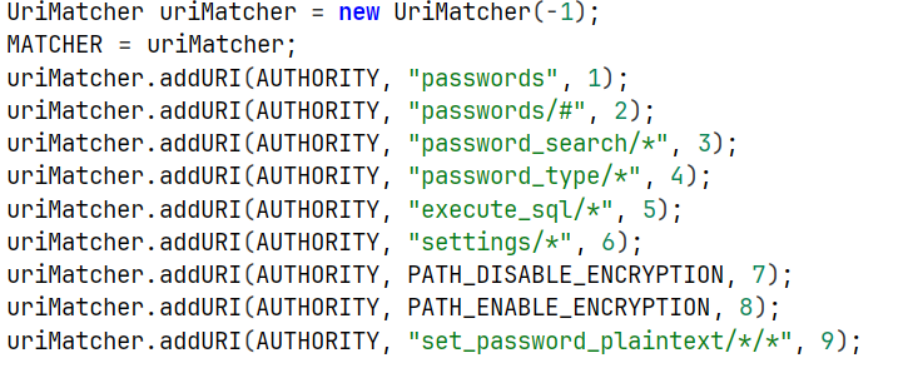 UriMatcher uriMatcher = new UriMatcher(-1);
MATCHER = uriMatcher;
uriMatcher.addURI(AUTHORITY, "passwords", 1);
uriMatcher.addURI(AUTHORITY, "passwords/#", 2);
uriMatcher.addURI(AUTHORITY, "password_search/*", 3);
uriMatcher.addURI(AUTHORITY, "password_type/*", 4);
uriMatcher.addURI(AUTHORITY, "execute_sql/*", 5);
uriMatcher.addURI(AUTHORITY, "settings/*", 6);
uriMatcher.addURI(AUTHORITY, PATH_DISABLE_ENCRYPTION, 7);
uriMatcher.addURI(AUTHORITY, PATH_ENABLE_ENCRYPTION, 8);
uriMatcher.addURI(AUTHORITY, "set_password_plaintext/*/*", 9);